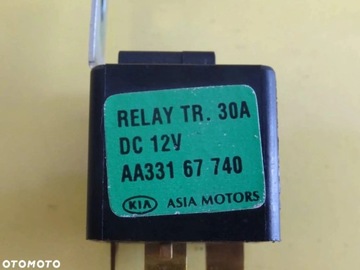 RELAY TR. 30A
DC 12V
AA331 67 740
KIA ASIA MOTORS
OTOMOTO